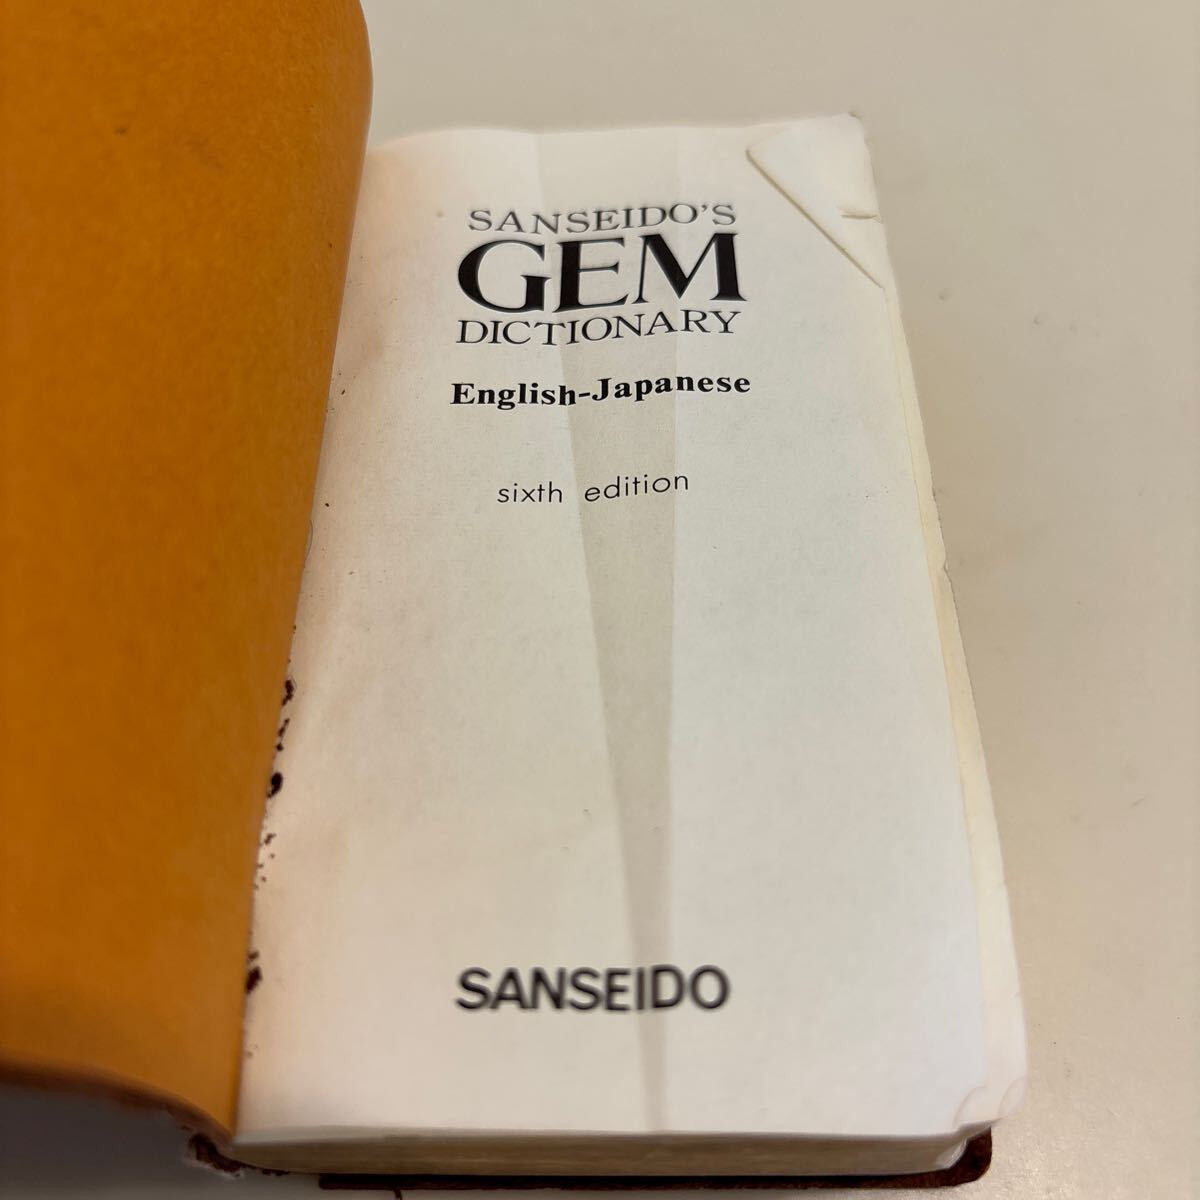 SANSEIDO'S
GEM
DICTIONARY
English-Japanese
sixth edition
SANSEIDO